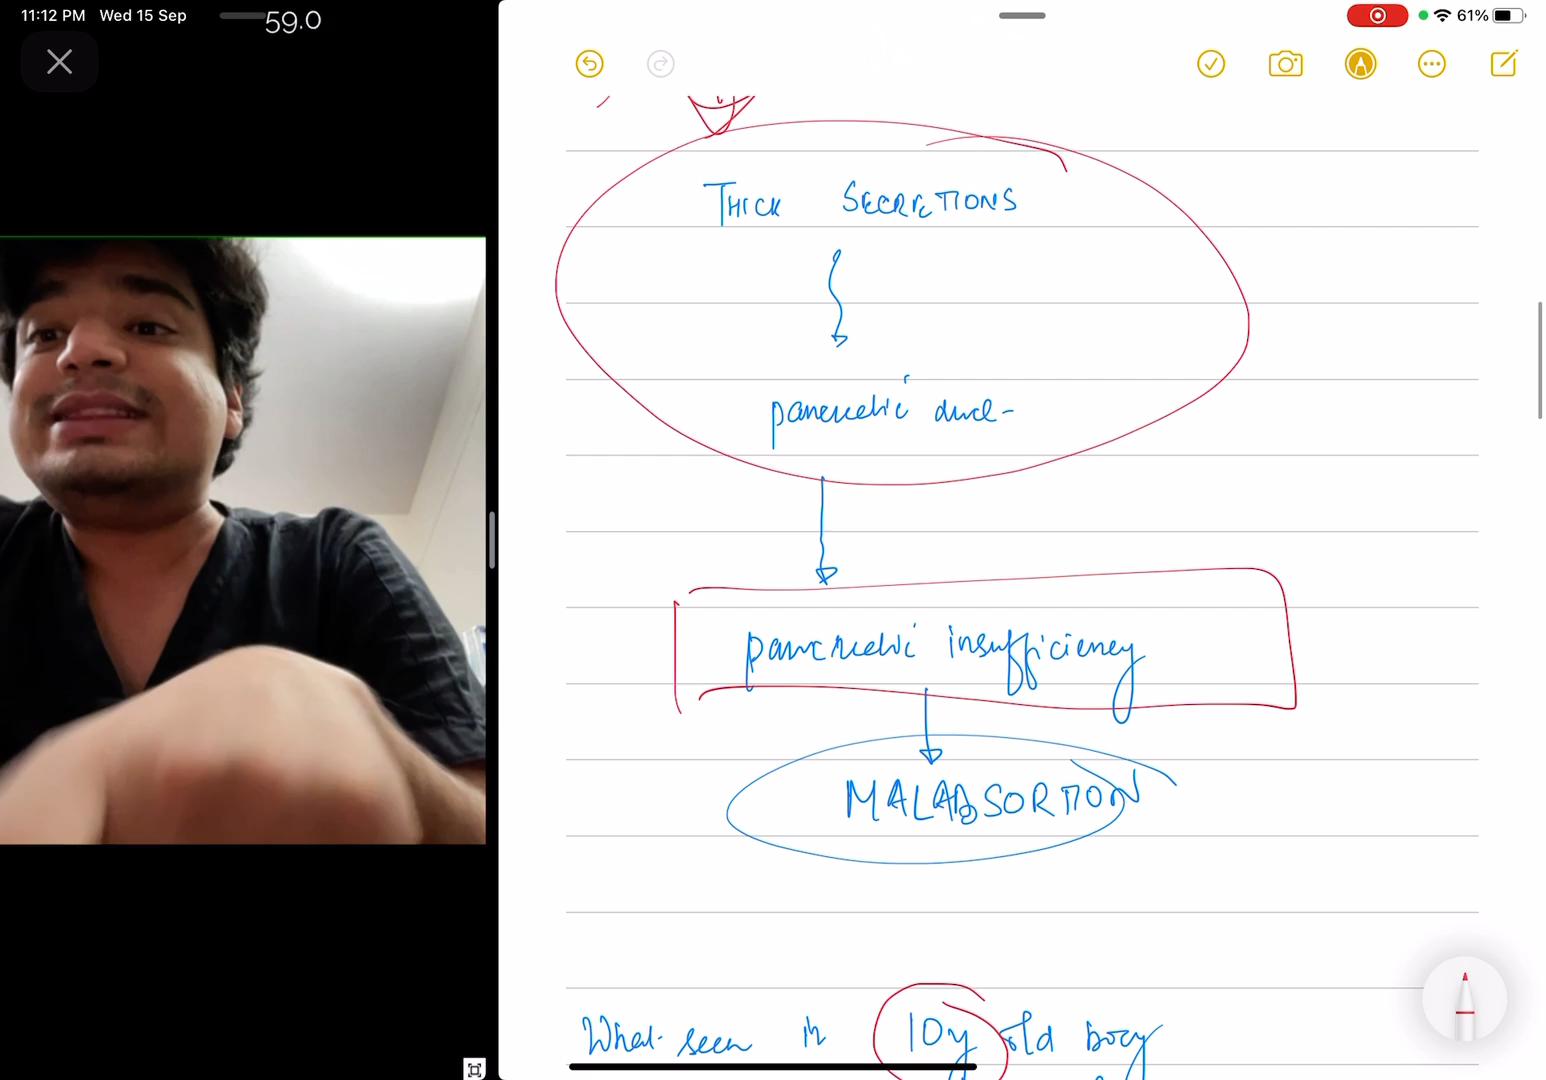 11:12 PM Wed 15 Sep
59.0
61%
THICK SECRETIONS
pancreatic duct
pancreatic insufficiency
MALABSORTION
What seen in 10y old boy